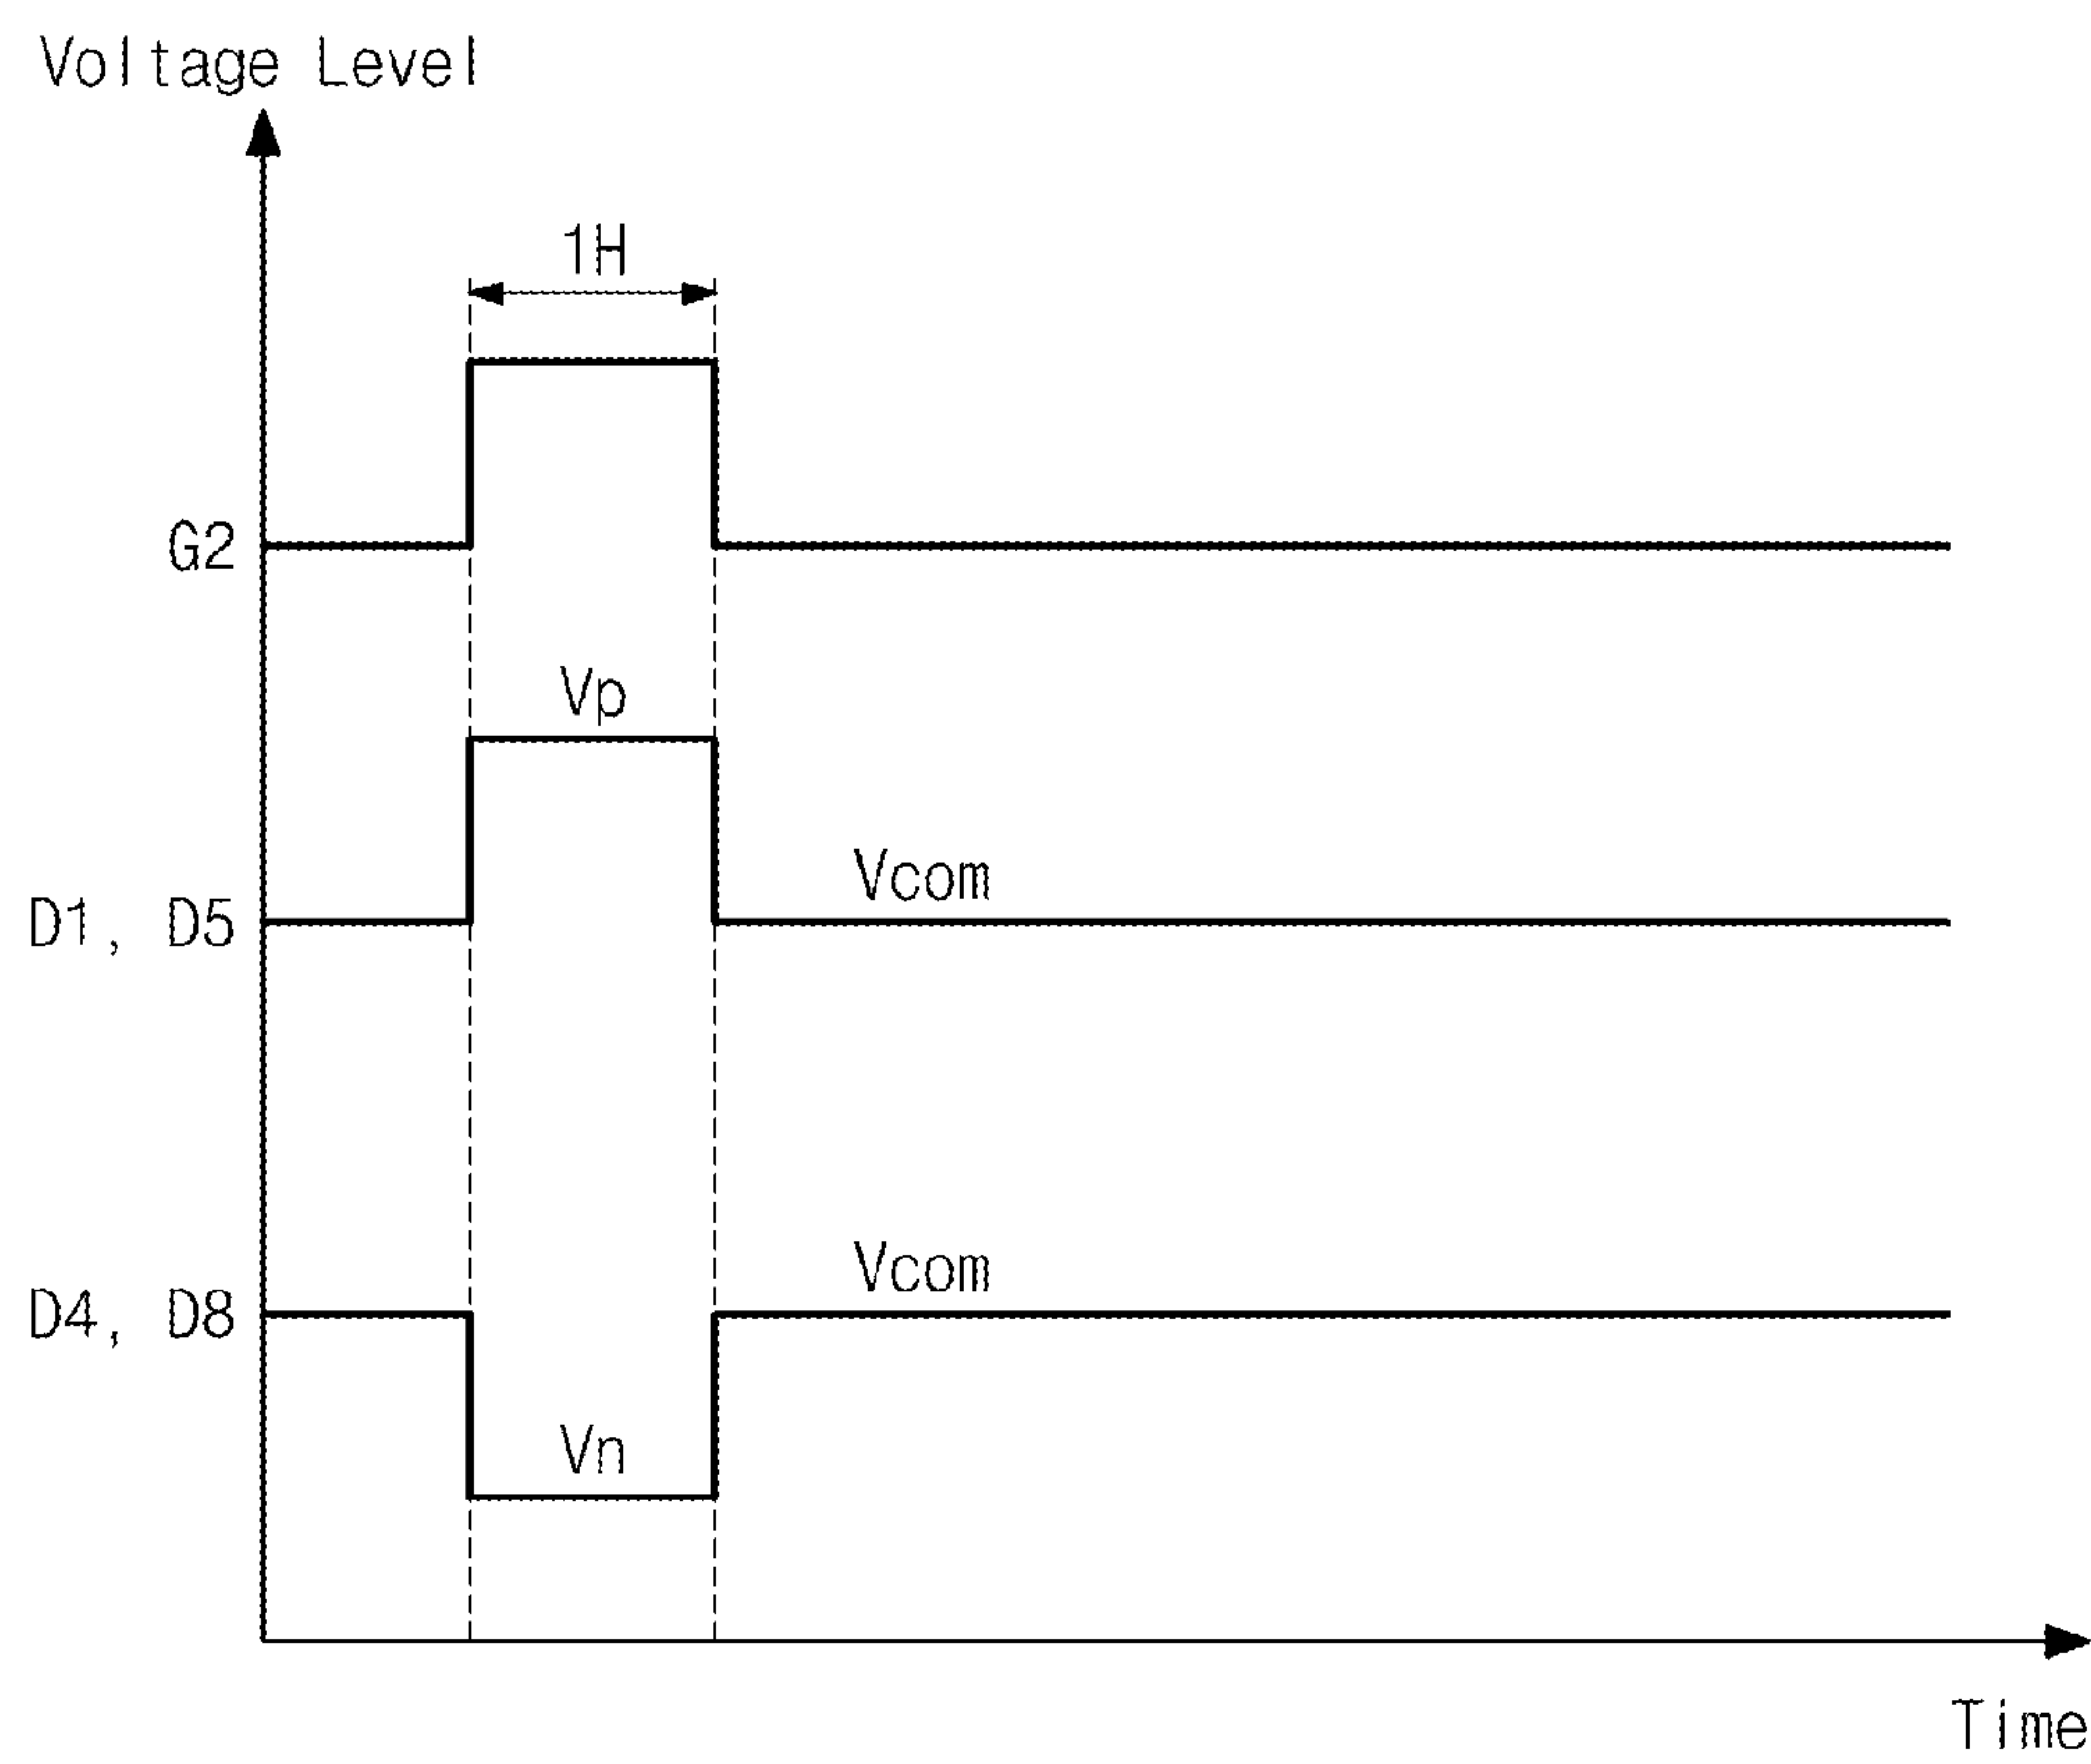 Voltage Level
1H
G2
Vp
Vcom
D1, D5
Vcom
D4, D8
Vn
Time